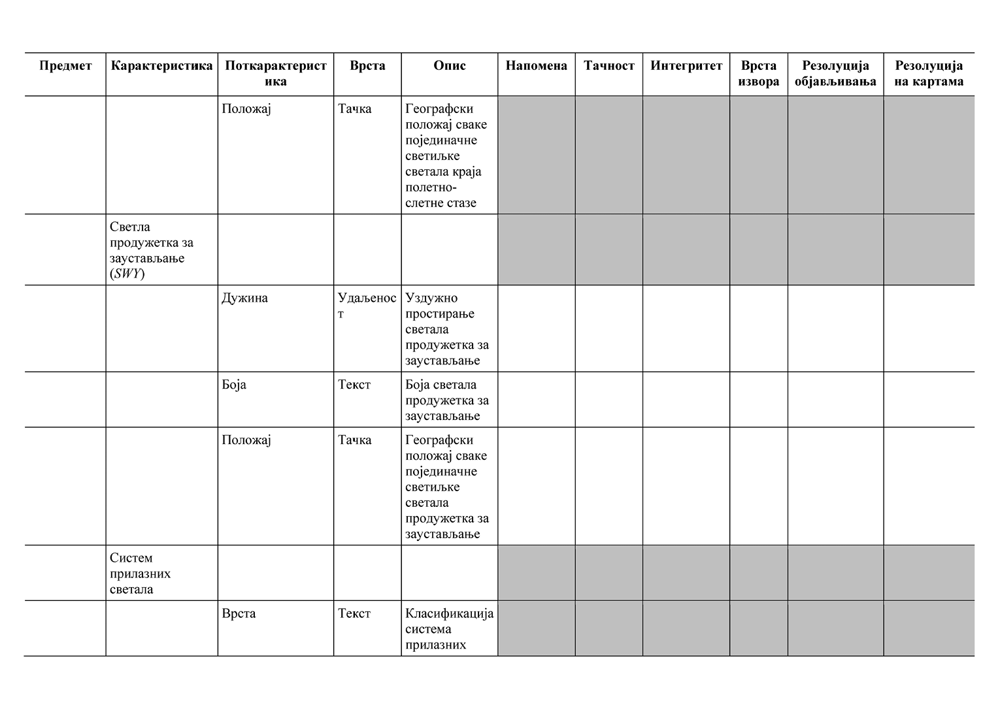 Предмет
Карактеристика
Поткарактерист
ика
Врста
Опис
Напомена
Тачност
Интегритет
Врста
извора
Резолуција
објављивања
Резолуција
на картама
Положај
Тачка
Географски
положај сваке
појединачне
светиљке
светала краја
полетно-
слетне стазе
Светла
продужетка за
заустављање
(SWY)
Дужина
Удаљенос
т
Уздужно
простирање
светала
продужетка за
заустављање
Боја
Текст
Боја светала
продужетка за
заустављање
Положај
Тачка
Географски
положај сваке
појединачне
светиљке
светала
продужетка за
заустављање
Систем
прилазних
светала
Врста
Текст
Класификација
система
прилазних